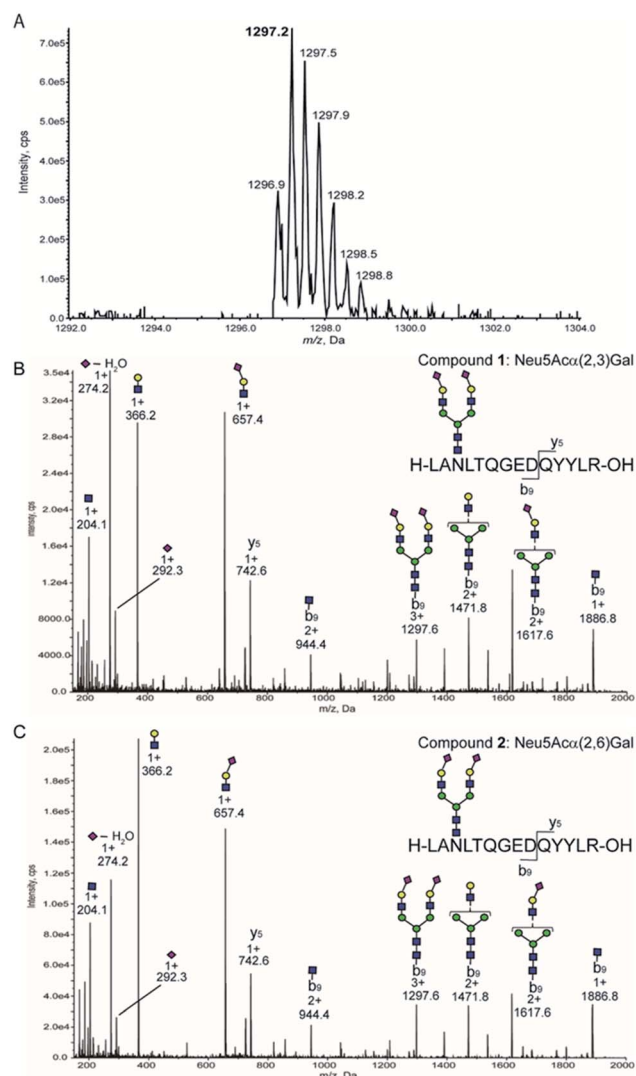 A
7.0e5
6.0e5
5.0e5
4.0e5
3.0e5
2.0e5
1.0e5
0.0
Intensity, cps
1297.2
1297.5
1297.9
1296.9
1298.2
1298.5
1298.8
1292.0 1294.0 1296.0 1298.0 1300.0 1302.0 1304.0
m/z, Da
B
3.5e4
3.2e4
2.8e4
2.4e4
2.0e4
1.6e4
1.2e4
8000.0
4000.0
0.0
Intensity, cps
– H2O
1+
274.2
1+
366.2
1+
657.4
1+
204.1
1+
292.3
y5
1+
742.6
b9
2+
944.4
Compound 1: Neu5Acα(2,3)Gal
y5
H-LANLTQGEDQYYLR-OH
b9
b9
3+
1297.6
b9
2+
1471.8
b9
2+
1617.6
b9
1+
1886.8
200 400 600 800 1000 1200 1400 1600 1800 2000
m/z, Da
C
2.0e5
1.8e5
1.6e5
1.4e5
1.2e5
1.0e5
8.0e4
6.0e4
4.0e4
2.0e4
0.0
Intensity, cps
1+
366.2
– H2O
1+
274.2
1+
657.4
1+
204.1
1+
292.3
y5
1+
742.6
b9
2+
944.4
Compound 2: Neu5Acα(2,6)Gal
y5
H-LANLTQGEDQYYLR-OH
b9
b9
3+
1297.6
b9
2+
1471.8
b9
2+
1617.6
b9
1+
1886.8
200 400 600 800 1000 1200 1400 1600 1800 2000
m/z, Da